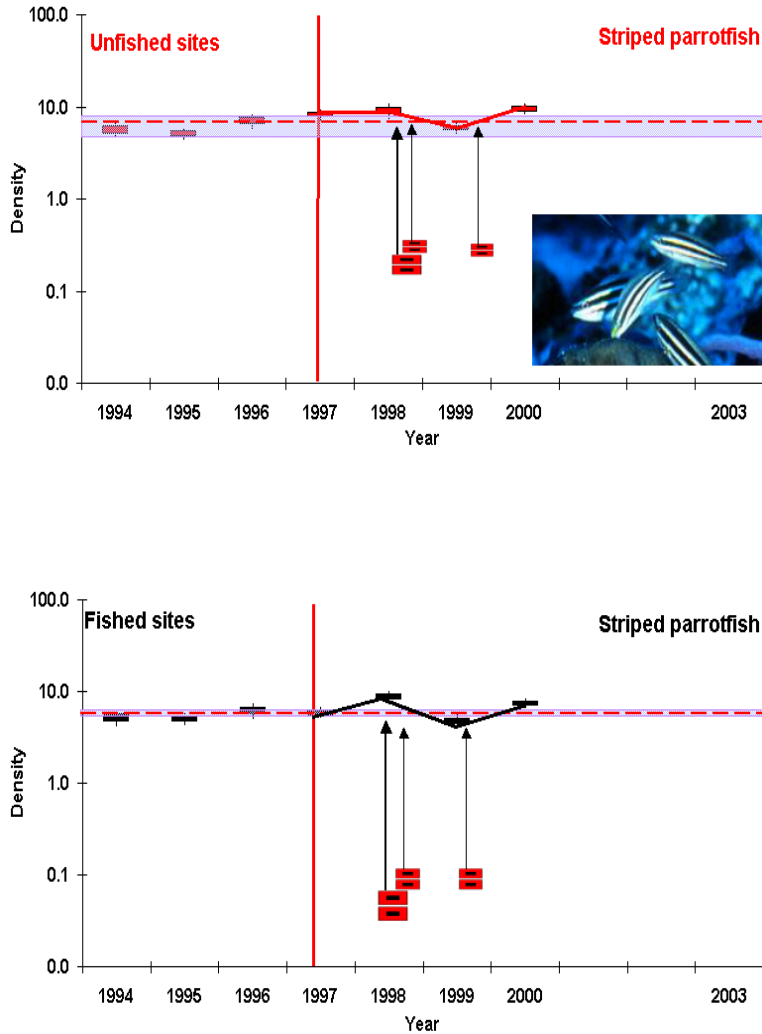 100.0
Unfished sites Striped parrotfish
10.0
1.0
0.1
0.0
Density
1994 1995 1996 1997 1998 1999 2000 2003
Year
100.0
Fished sites Striped parrotfish
10.0
1.0
0.1
0.0
Density
1994 1995 1996 1997 1998 1999 2000 2003
Year